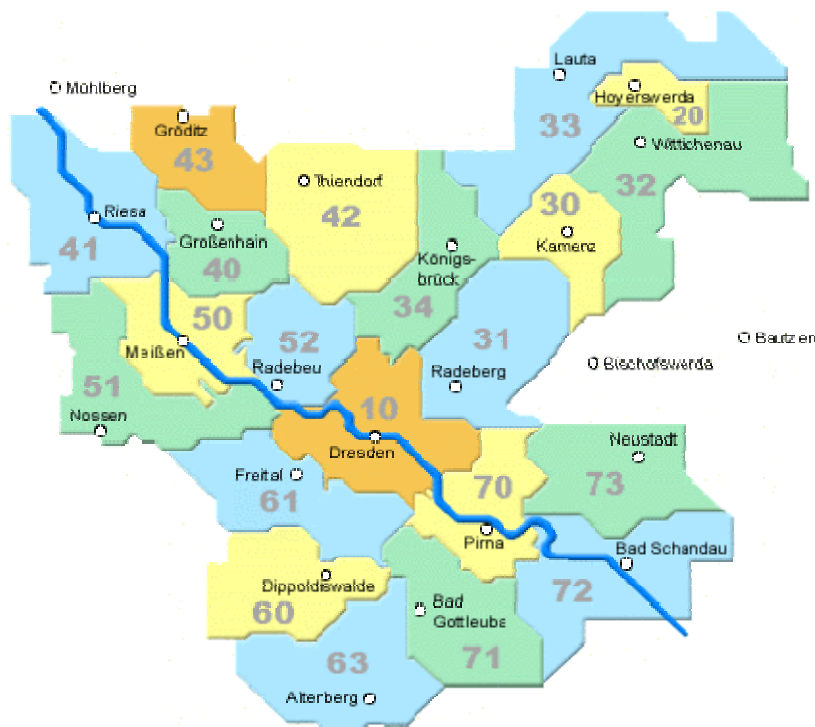 Lauta
Mühlberg
Hoyerswerda
20
Gröditz
33
43
Wittichenau
Thiendorf
32
30
42
Riesa
Großenhain
Kamenz
41
40
Königs-
brück
34
50
52
31
Meißen
Bautzen
Radebeu
Radeberg
Bischofswerda
51
10
Nossen
Dresden
Neustadt
Freital
61
70
73
Pirna
Bad Schandau
Dippoldiswalde
72
60
Bad
Gottleuba
63
71
Altenberg